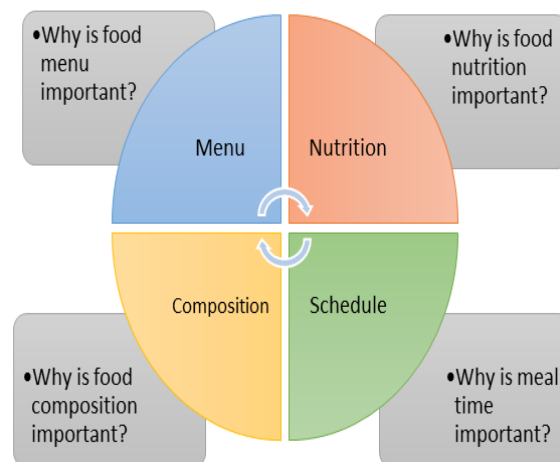 •Why is food
menu
important?
•Why is food
nutrition
important?
Menu
Nutrition
Composition
Schedule
•Why is food
composition
important?
•Why is meal
time
important?